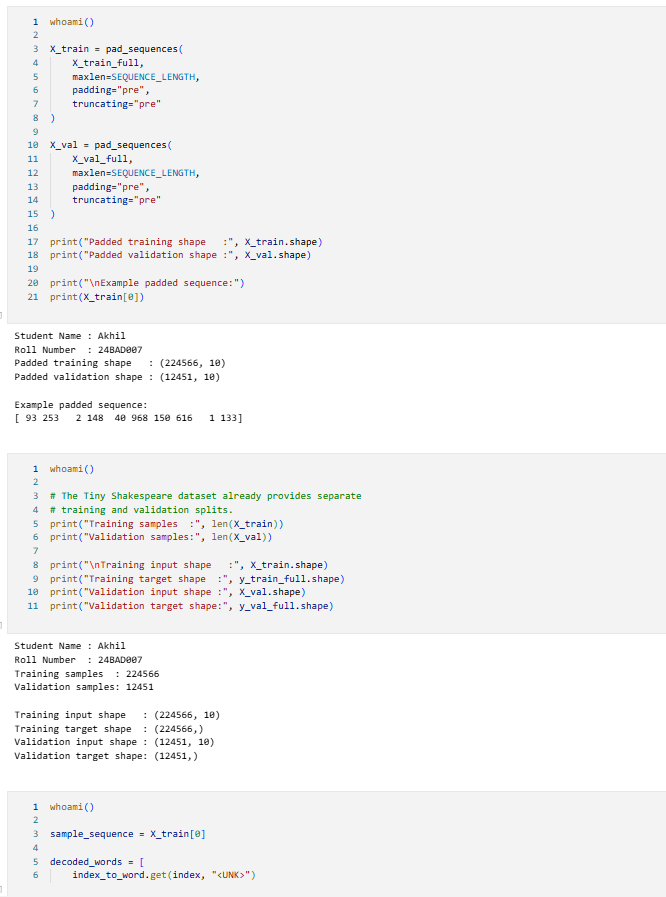 1 whoami()
2
3 X_train = pad_sequences(
4     X_train_full,
5     maxlen=SEQUENCE_LENGTH,
6     padding="pre",
7     truncating="pre"
8 )
9
10 X_val = pad_sequences(
11     X_val_full,
12     maxlen=SEQUENCE_LENGTH,
13     padding="pre",
14     truncating="pre"
15 )
16
17 print("Padded training shape   :", X_train.shape)
18 print("Padded validation shape :", X_val.shape)
19
20 print("\nExample padded sequence:")
21 print(X_train[0])
Student Name : Akhil
Roll Number  : 24BAD007
Padded training shape   : (224566, 10)
Padded validation shape : (12451, 10)
Example padded sequence:
[ 93 253   2 148  40 968 150 616   1 133]
1 whoami()
2
3 # The Tiny Shakespeare dataset already provides separate
4 # training and validation splits.
5 print("Training samples  :", len(X_train))
6 print("Validation samples:", len(X_val))
7
8 print("\nTraining input shape   :", X_train.shape)
9 print("Training target shape  :", y_train_full.shape)
10 print("Validation input shape :", X_val.shape)
11 print("Validation target shape:", y_val_full.shape)
Student Name : Akhil
Roll Number  : 24BAD007
Training samples  : 224566
Validation samples: 12451
Training input shape   : (224566, 10)
Training target shape  : (224566,)
Validation input shape : (12451, 10)
Validation target shape: (12451,)
1 whoami()
2
3 sample_sequence = X_train[0]
4
5 decoded_words = [
6     index_to_word.get(index, "<UNK>")